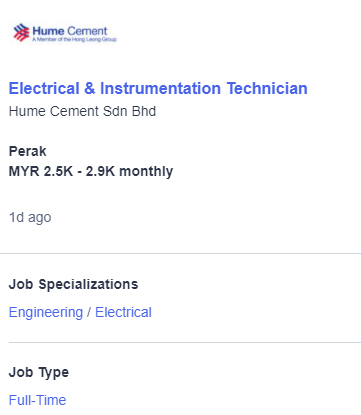 Hume Cement
A Member of the Hong Leong Group
Electrical & Instrumentation Technician
Hume Cement Sdn Bhd
Perak
MYR 2.5K - 2.9K monthly
1d ago
Job Specializations
Engineering / Electrical
Job Type
Full-Time